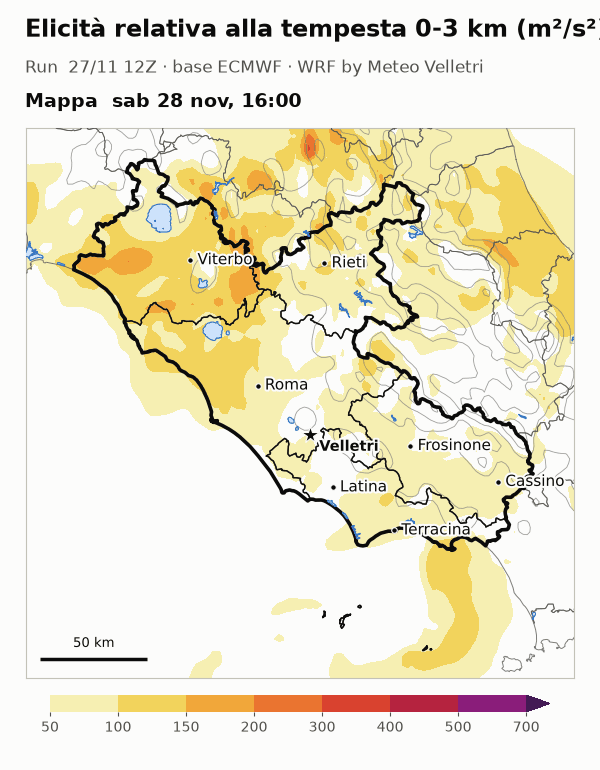 Elicità relativa alla tempesta 0-3 km (m²/s²)
Run 27/11 12Z · base ECMWF · WRF by Meteo Velletri
Mappa sab 28 nov, 16:00
Viterbo
Rieti
Roma
Velletri
Frosinone
Cassino
Latina
Terracina
50 km
50 100 150 200 300 400 500 700